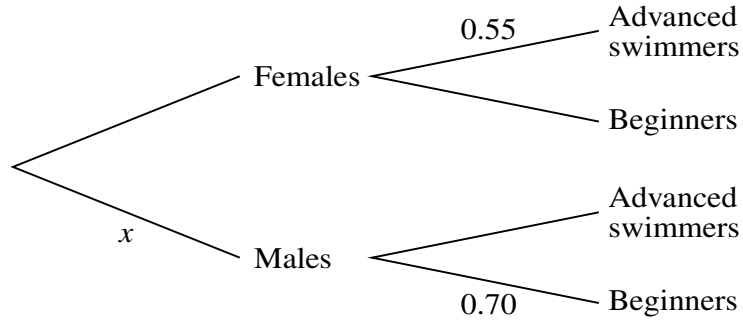 0.55
Advanced
swimmers
Females
Beginners
Advanced
swimmers
x
Males
0.70
Beginners